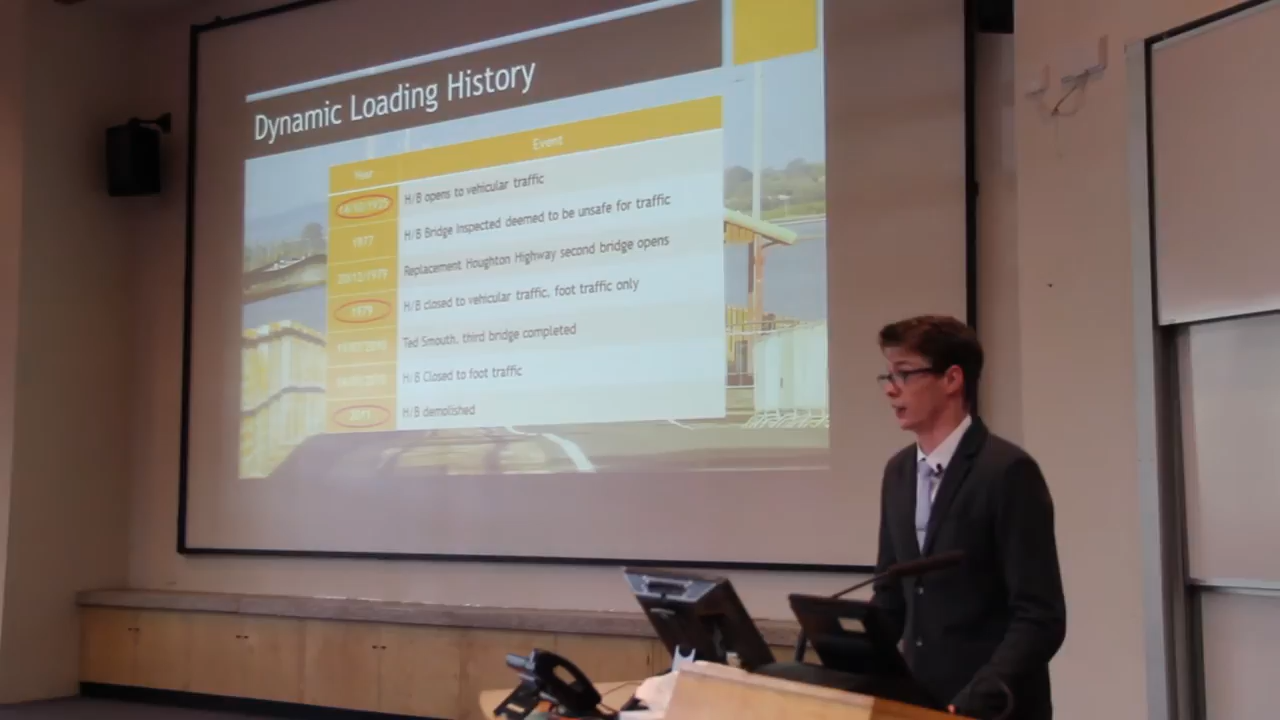 Dynamic Loading History
Year Event
H/B opens to vehicular traffic
1977 H/B Bridge inspected deemed to be unsafe for traffic
Replacement Houghton Highway second bridge opens
1979 H/B closed to vehicular traffic, foot traffic only
Ted Smouth, third bridge completed
H/B Closed to foot traffic
2011 H/B demolished